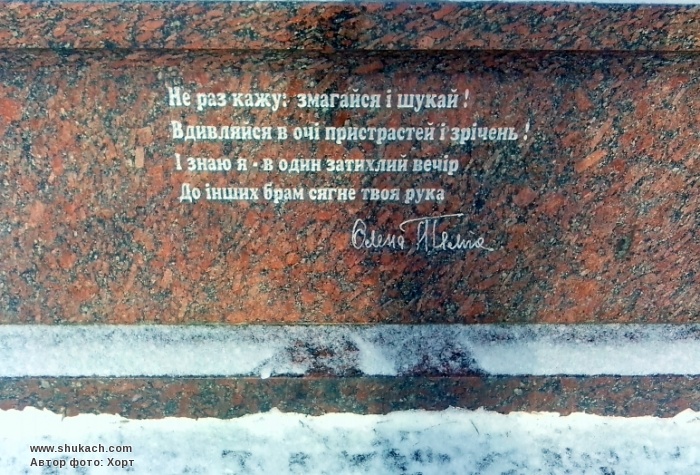 Не раз кажу: змагайся і шукай!
Вдивляйся в очі пристрастей і зрічень!
І знаю я - в один затихлий вечір
До інших брам сягне твоя рука
Олена Теліга
www.shukach.com
Автор фото: Хорт